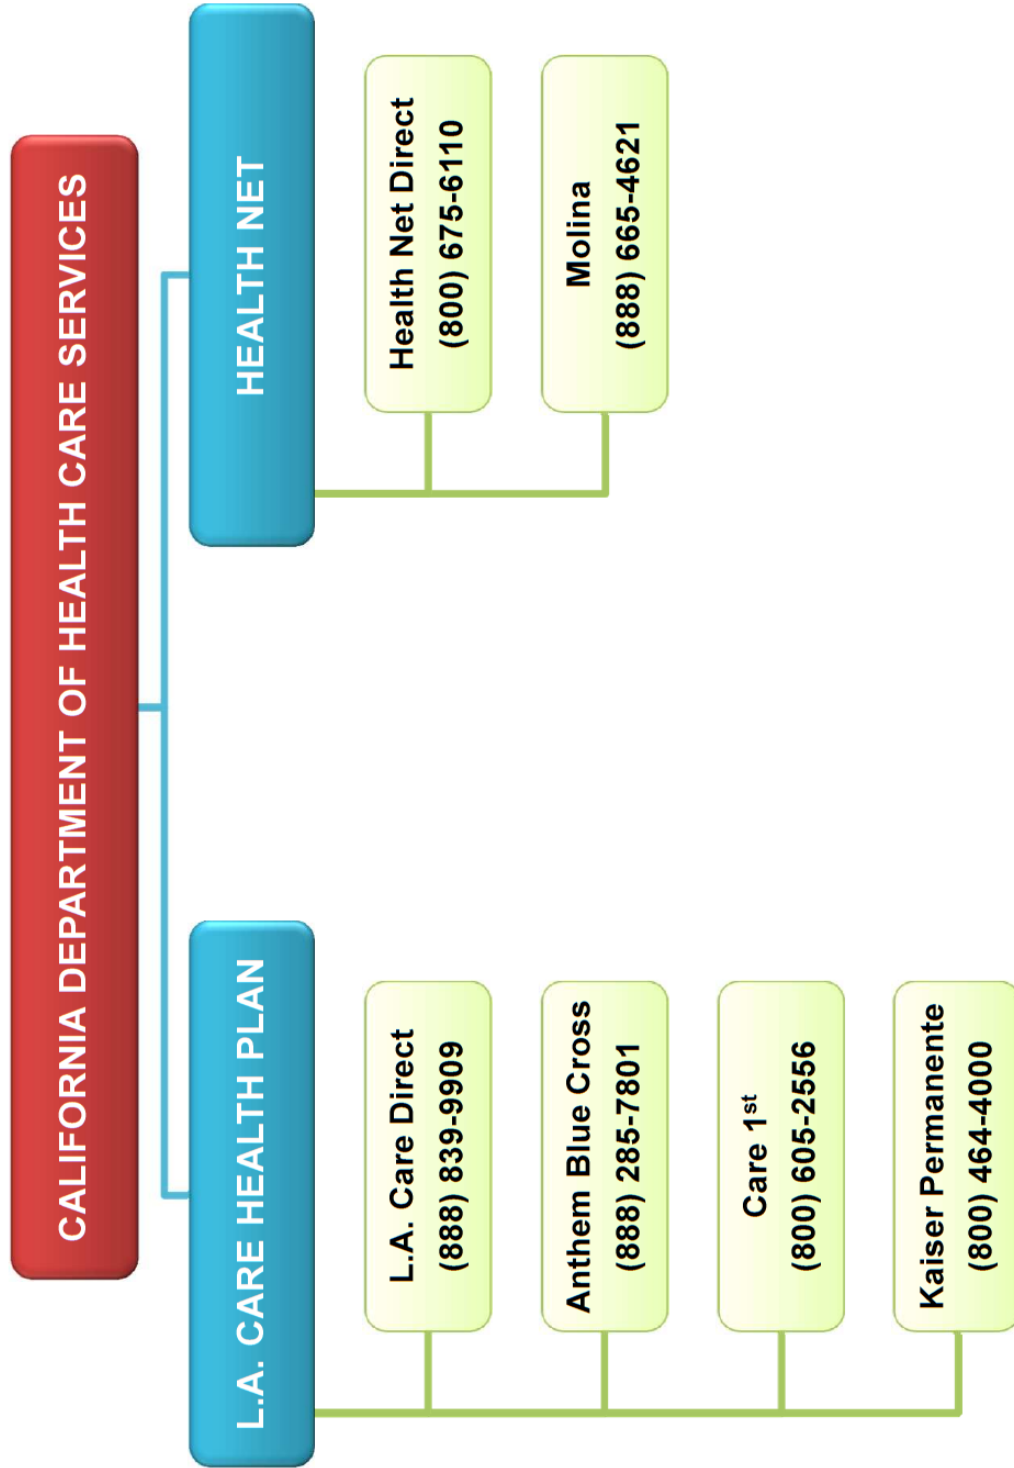 CALIFORNIA DEPARTMENT OF HEALTH CARE SERVICES
L.A. CARE HEALTH PLAN
L.A. Care Direct
(888) 839-9909
Anthem Blue Cross
(888) 285-7801
Care 1st
(800) 605-2556
Kaiser Permanente
(800) 464-4000
HEALTH NET
Health Net Direct
(800) 675-6110
Molina
(888) 665-4621